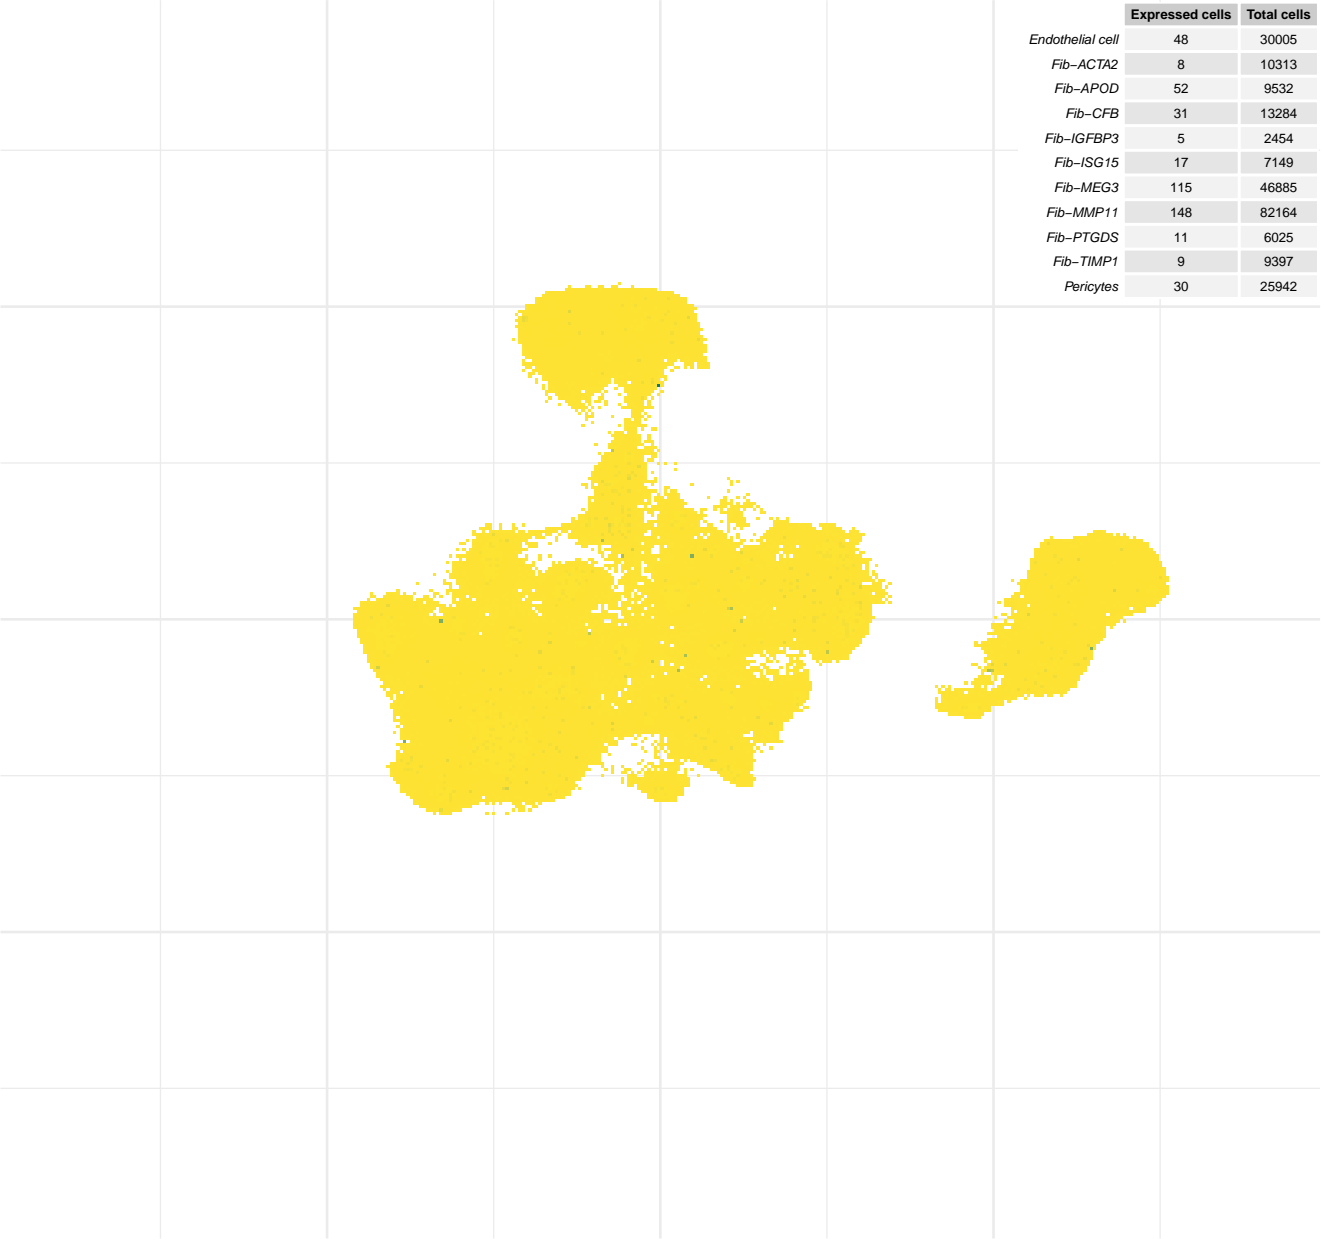 Expressed cells Total cells
Endothelial cell 48 30005
Fib−ACTA2 8 10313
Fib−APOD 52 9532
Fib−CFB 31 13284
Fib−IGFBP3 5 2454
Fib−ISG15 17 7149
Fib−MEG3 115 46885
Fib−MMP11 148 82164
Fib−PTGDS 11 6025
Fib−TIMP1 9 9397
Pericytes 30 25942